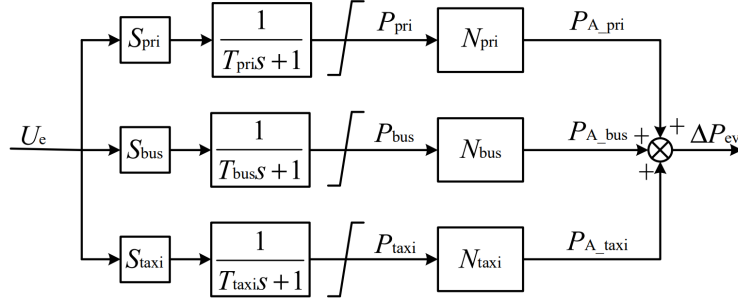 S_pri 1 / (T_pri s + 1) P_pri N_pri P_A_pri
+
U_e S_bus 1 / (T_bus s + 1) P_bus N_bus P_A_bus + ΔP_ev
+
S_taxi 1 / (T_taxi s + 1) P_taxi N_taxi P_A_taxi